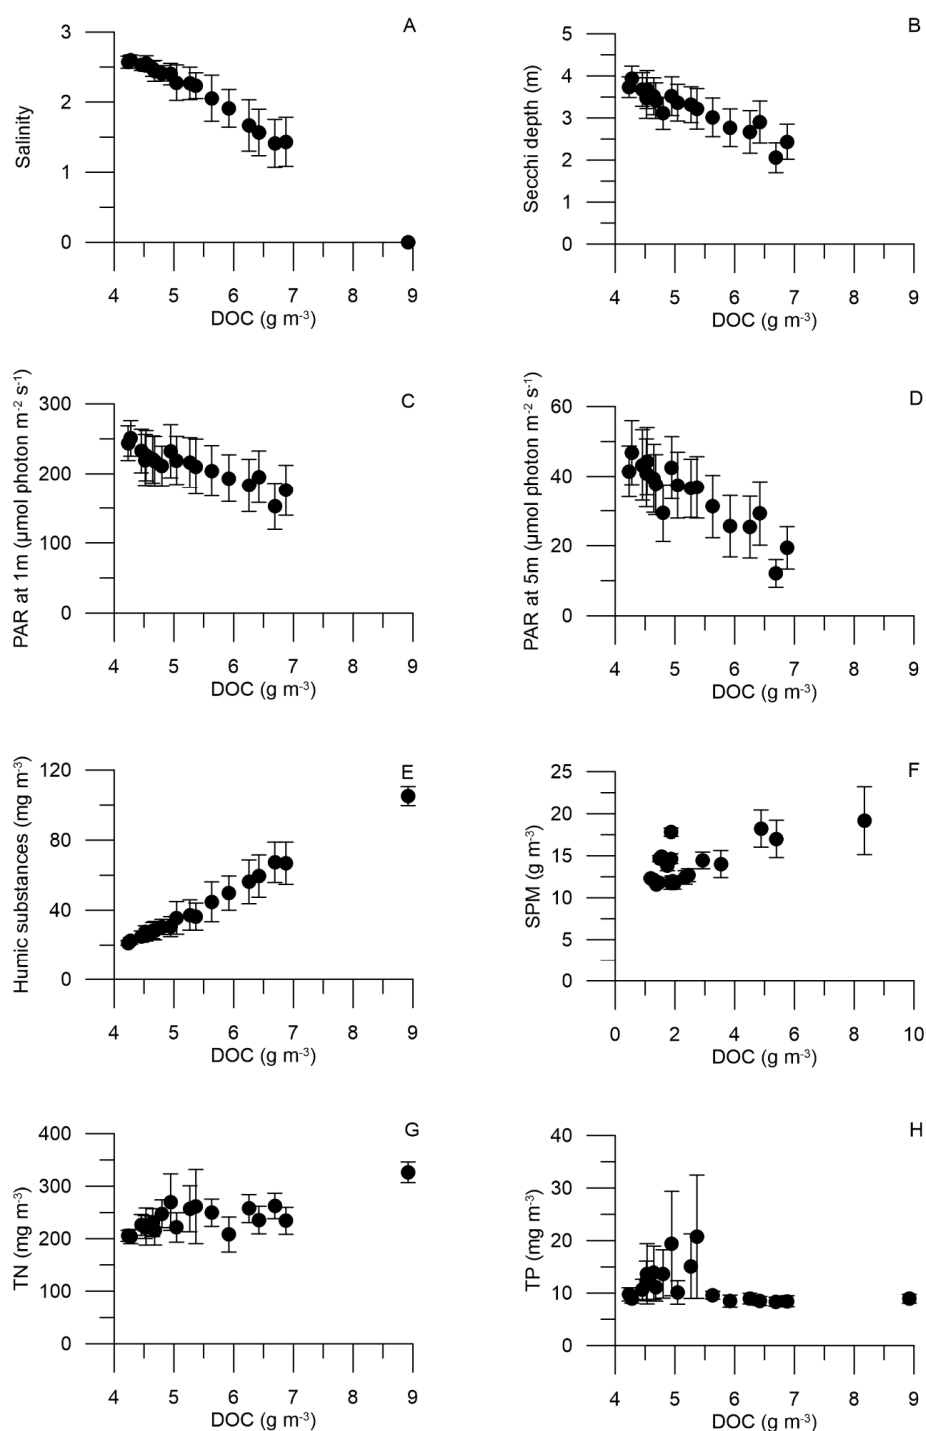 A
Salinity
3
2
1
0
4 5 6 7 8 9
DOC (g m⁻³)
B
Secchi depth (m)
5
4
3
2
1
0
4 5 6 7 8 9
DOC (g m⁻³)
C
PAR at 1m (μmol photon m⁻² s⁻¹)
300
200
100
0
4 5 6 7 8 9
DOC (g m⁻³)
D
PAR at 5m (μmol photon m⁻² s⁻¹)
60
40
20
0
4 5 6 7 8 9
DOC (g m⁻³)
E
Humic substances (mg m⁻³)
120
80
40
0
4 5 6 7 8 9
DOC (g m⁻³)
F
SPM (g m⁻³)
25
20
15
10
5
0
0 2 4 6 8 10
DOC (g m⁻³)
G
TN (mg m⁻³)
400
300
200
100
0
4 5 6 7 8 9
DOC (g m⁻³)
H
TP (mg m⁻³)
40
30
20
10
0
4 5 6 7 8 9
DOC (g m⁻³)